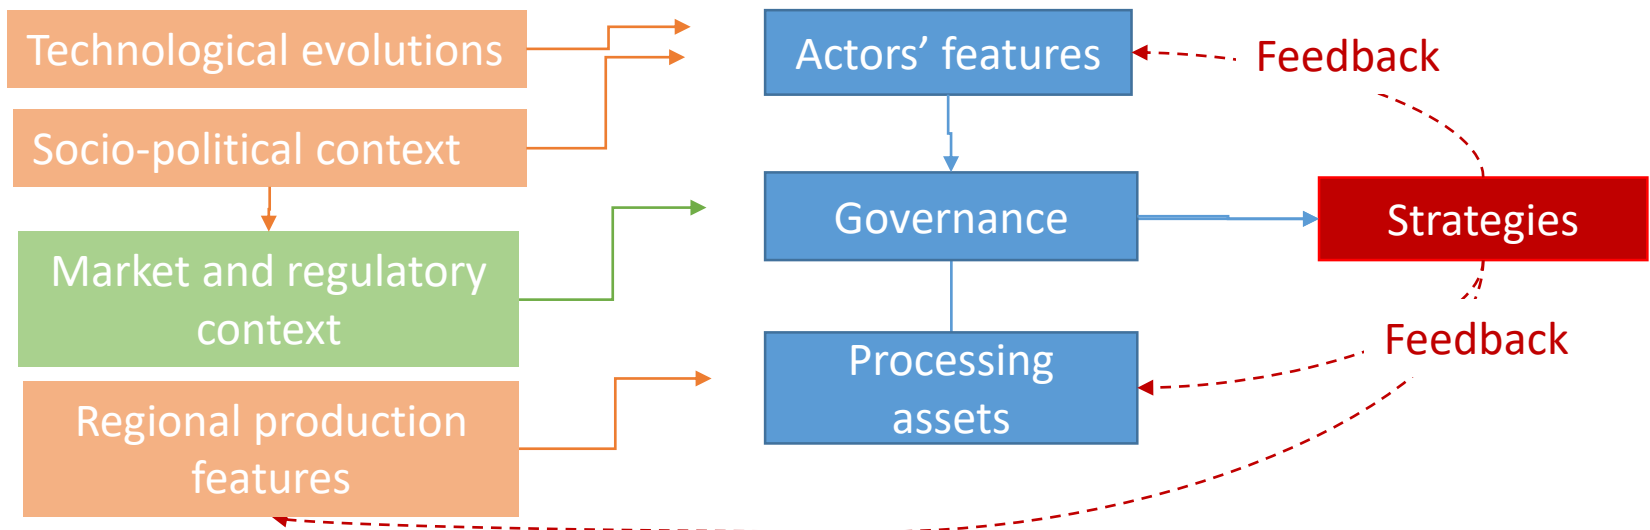 Technological evolutions
Socio-political context
Market and regulatory
context
Regional production
features
Actors’ features
Governance
Processing
assets
Feedback
Strategies
Feedback